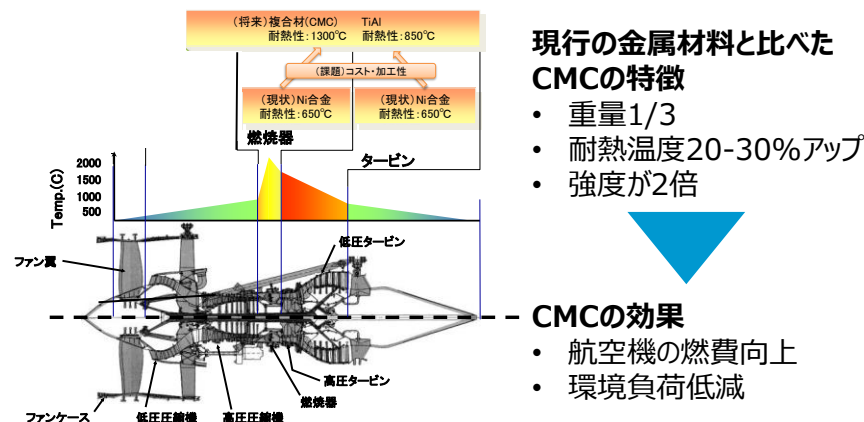 (将来)複合材(CMC) TiAl
耐熱性:1300℃ 耐熱性:850℃
(課題)コスト・加工性
(現状)Ni合金 (現状)Ni合金
耐熱性:650℃ 耐熱性:650℃
燃焼器
タービン
Temp.(C)
2000
1500
1000
500
低圧タービン
ファン翼
高圧タービン
燃焼器
ファンケース 低圧圧縮機 高圧圧縮機
現行の金属材料と比べた
CMCの特徴
• 重量1/3
• 耐熱温度20-30%アップ
• 強度が2倍
CMCの効果
• 航空機の燃費向上
• 環境負荷低減